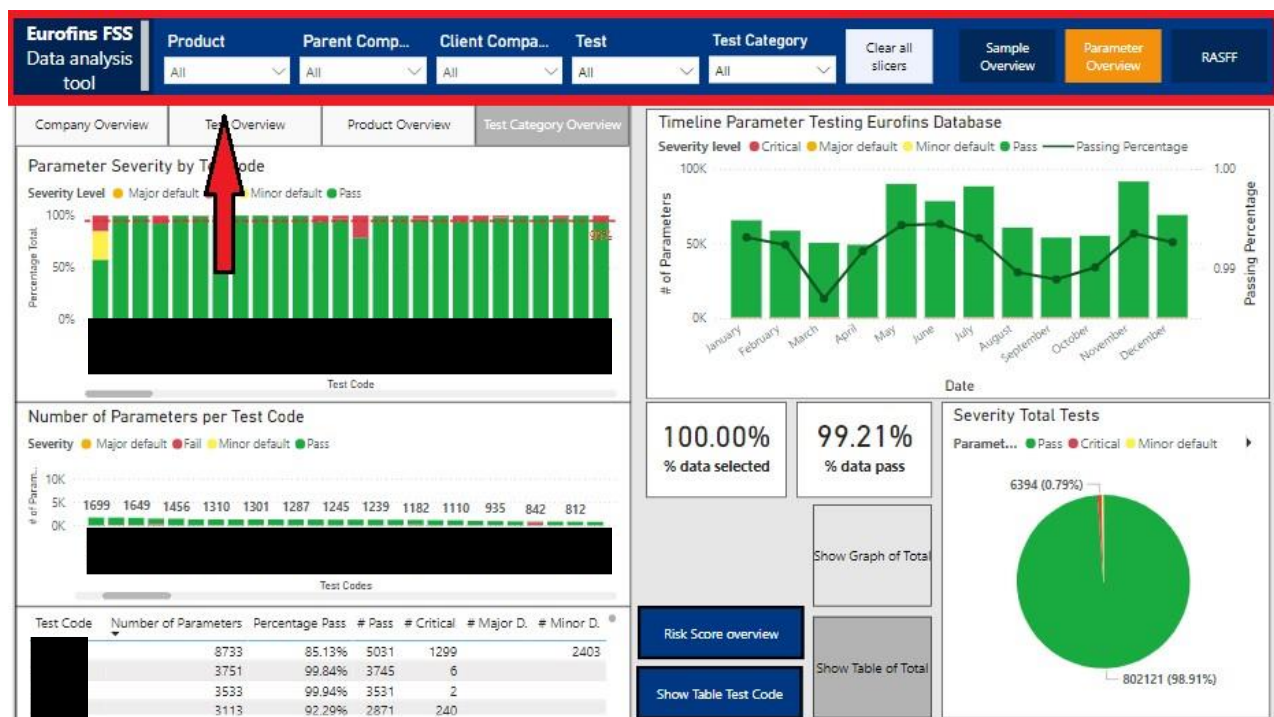 Eurofins FSS
Data analysis
tool
Product
All
Parent Comp...
All
Client Compa...
All
Test
All
Test Category
All
Clear all
slicers
Sample
Overview
Parameter
Overview
RASFF
Company Overview
Overview
Product Overview
Test Category Overview
Parameter Severity by
Severity Level Major default Minor default Pass
100%
50%
0%
99%
Percentage Total
Test Code
Number of Parameters per Test Code
Severity Major default Fail Minor default Pass
10K
5K
0K
# of Param...
1699 1649 1456 1310 1301 1287 1245 1239 1182 1110 935 842 812
Test Codes
Test Code Number of Parameters Percentage Pass # Pass # Critical # Major D. # Minor D.
8733 85.13% 5031 1299 2403
3751 99.84% 3745 6
3533 99.94% 3531 2
3113 92.29% 2871 240
Timeline Parameter Testing Eurofins Database
Severity level Critical Major default Minor default Pass Passing Percentage
100K
50K
0K
# of Parameters
1.00
0.99
Passing Percentage
January February March April May June July August September October November December
Date
100.00%
% data selected
99.21%
% data pass
Show Graph of Total
Risk Score overview
Show Table Test Code
Show Table of Total
Severity Total Tests
Paramet... Pass Critical Minor default
6394 (0.79%)
802121 (98.91%)